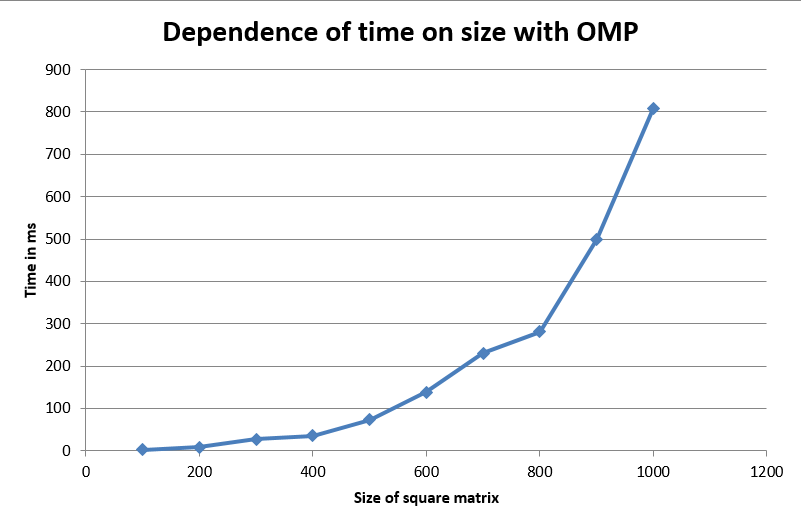 Dependence of time on size with OMP
900
800
700
600
500
400
300
200
100
0
Time in ms
0 200 400 600 800 1000 1200
Size of square matrix